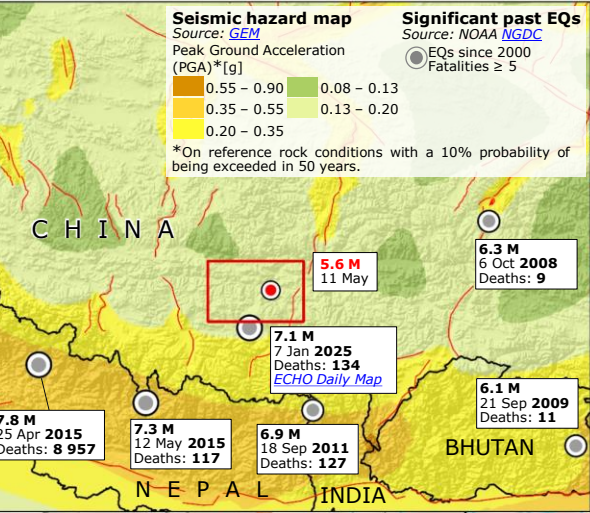 Seismic hazard map
Source: GEM
Peak Ground Acceleration
(PGA)*[g]
0.55 – 0.90
0.35 – 0.55
0.20 – 0.35
0.08 – 0.13
0.13 – 0.20
*On reference rock conditions with a 10% probability of
being exceeded in 50 years.
Significant past EQs
Source: NOAA NGDC
EQs since 2000
Fatalities ≥ 5
CHINA
5.6 M
11 May
6.3 M
6 Oct 2008
Deaths: 9
7.1 M
7 Jan 2025
Deaths: 134
ECHO Daily Map
6.1 M
21 Sep 2009
Deaths: 11
7.8 M
25 Apr 2015
Deaths: 8 957
7.3 M
12 May 2015
Deaths: 117
6.9 M
18 Sep 2011
Deaths: 127
BHUTAN
NEPAL
INDIA